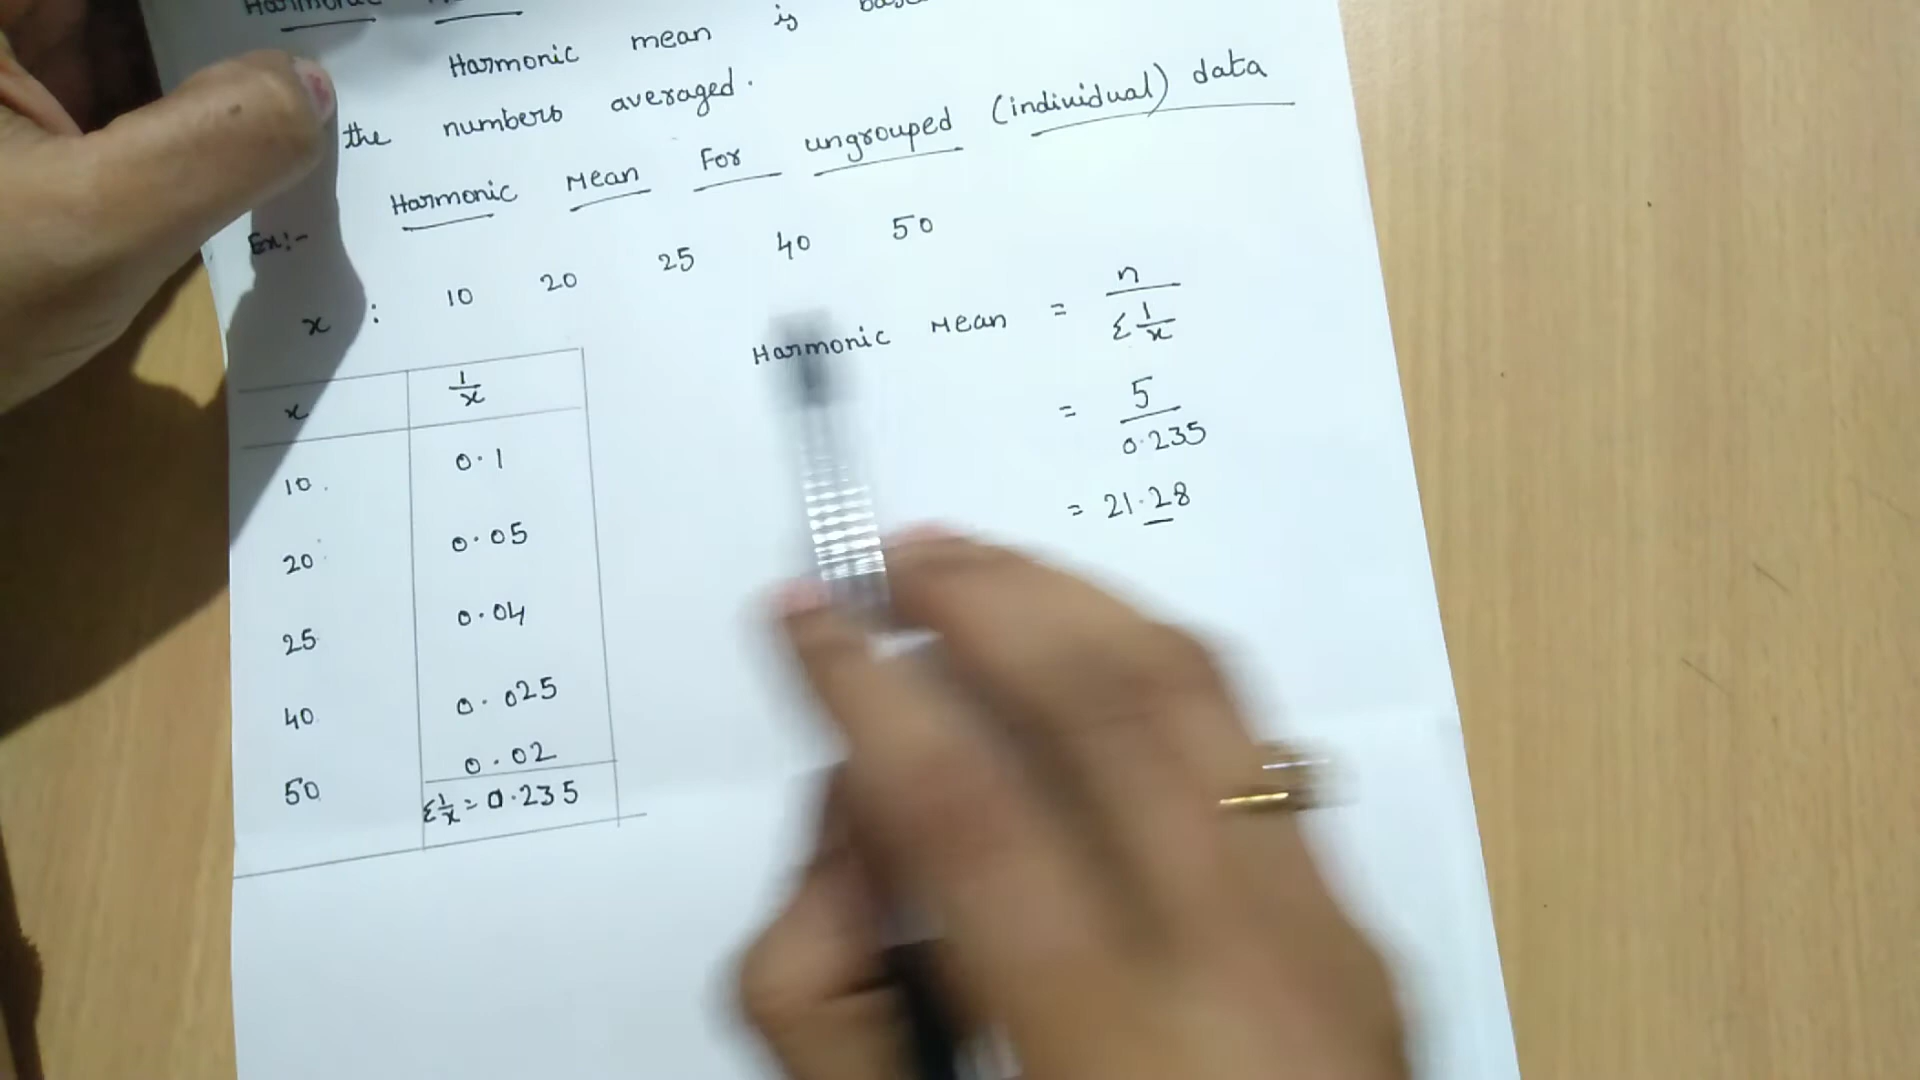 Harmonic
Harmonic mean is
the numbers averaged.
Harmonic Mean For ungrouped (individual) data
Ex:-
x : 10 20 25 40 50
Harmonic Mean = n / Σ 1/x
= 5 / 0.235
= 21.28
x 1/x
10 0.1
20 0.05
25 0.04
40 0.025
50 0.02
Σ 1/x = 0.235